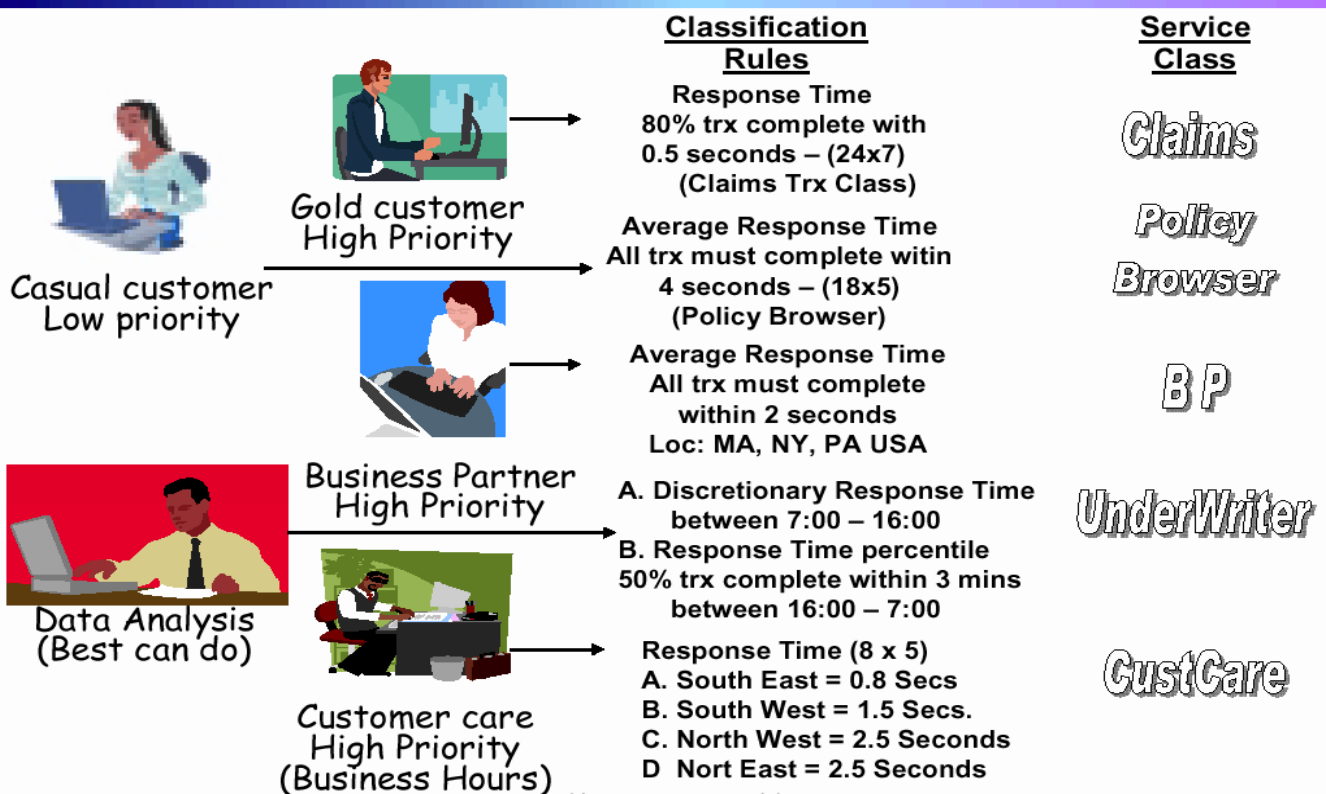 Classification
Rules
Service
Class
Gold customer
High Priority
Response Time
80% trx complete with
0.5 seconds – (24x7)
(Claims Trx Class)
Claims
Casual customer
Low priority
Average Response Time
All trx must complete witin
4 seconds – (18x5)
(Policy Browser)
Policy
Browser
Business Partner
High Priority
Average Response Time
All trx must complete
within 2 seconds
Loc: MA, NY, PA USA
B P
Data Analysis
(Best can do)
A. Discretionary Response Time
between 7:00 – 16:00
B. Response Time percentile
50% trx complete within 3 mins
between 16:00 – 7:00
UnderWriter
Customer care
High Priority
(Business Hours)
Response Time (8 x 5)
A. South East = 0.8 Secs
B. South West = 1.5 Secs.
C. North West = 2.5 Seconds
D Nort East = 2.5 Seconds
CustCare